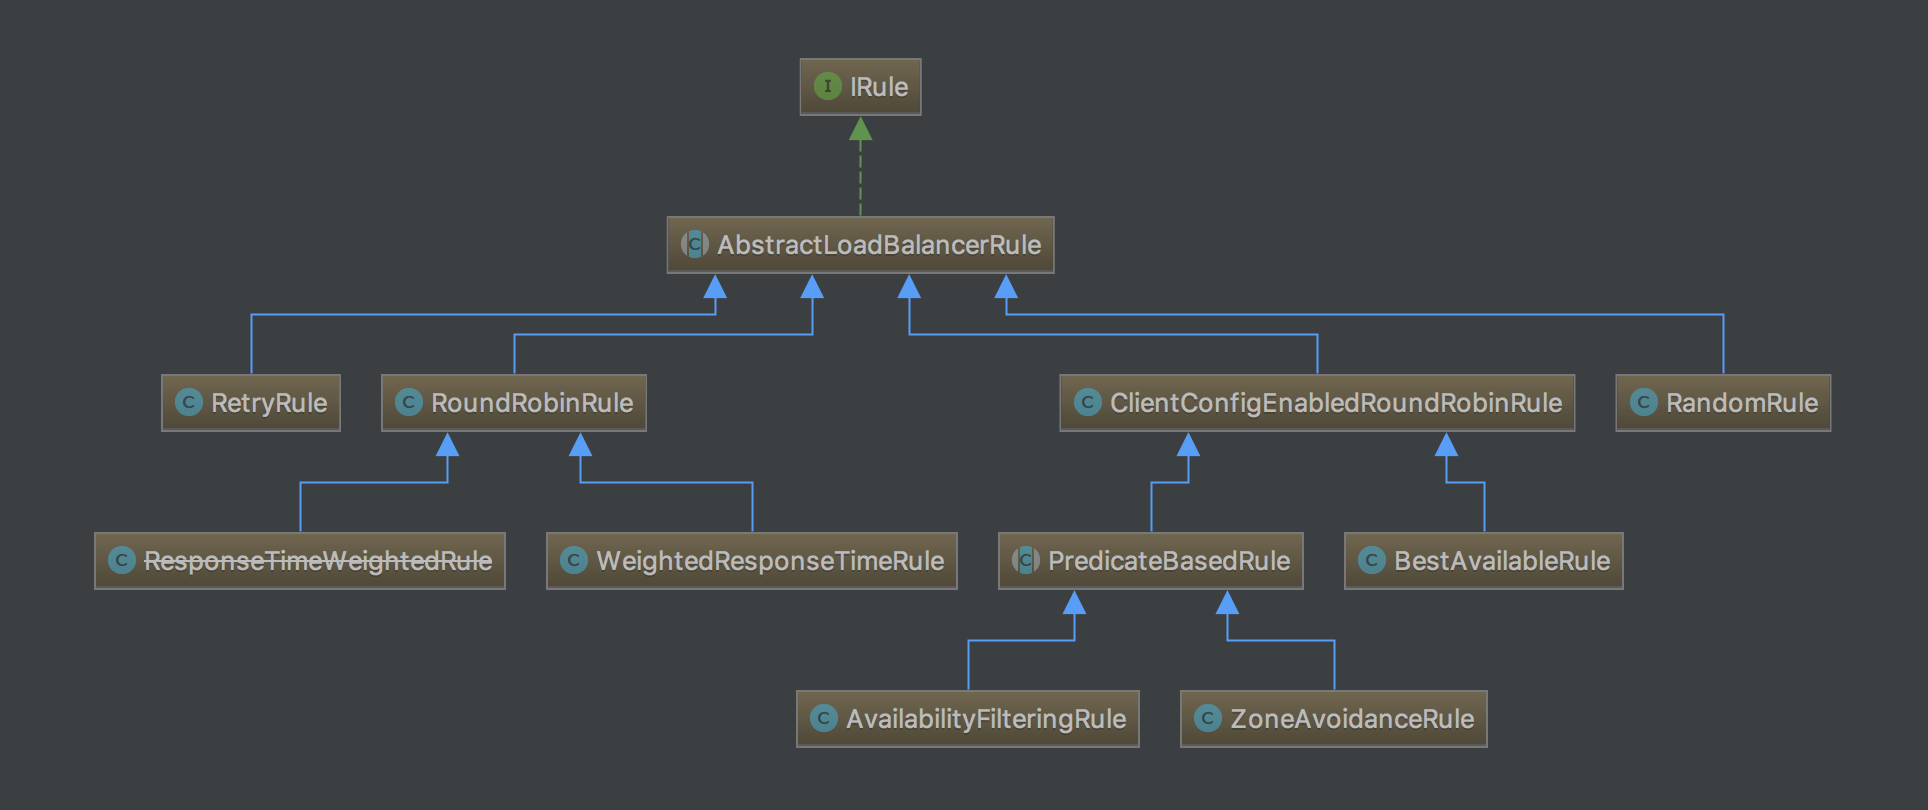 I IRule
C AbstractLoadBalancerRule
C RetryRule
C RoundRobinRule
C ClientConfigEnabledRoundRobinRule
C RandomRule
C ResponseTimeWeightedRule
C WeightedResponseTimeRule
C PredicateBasedRule
C BestAvailableRule
C AvailabilityFilteringRule
C ZoneAvoidanceRule